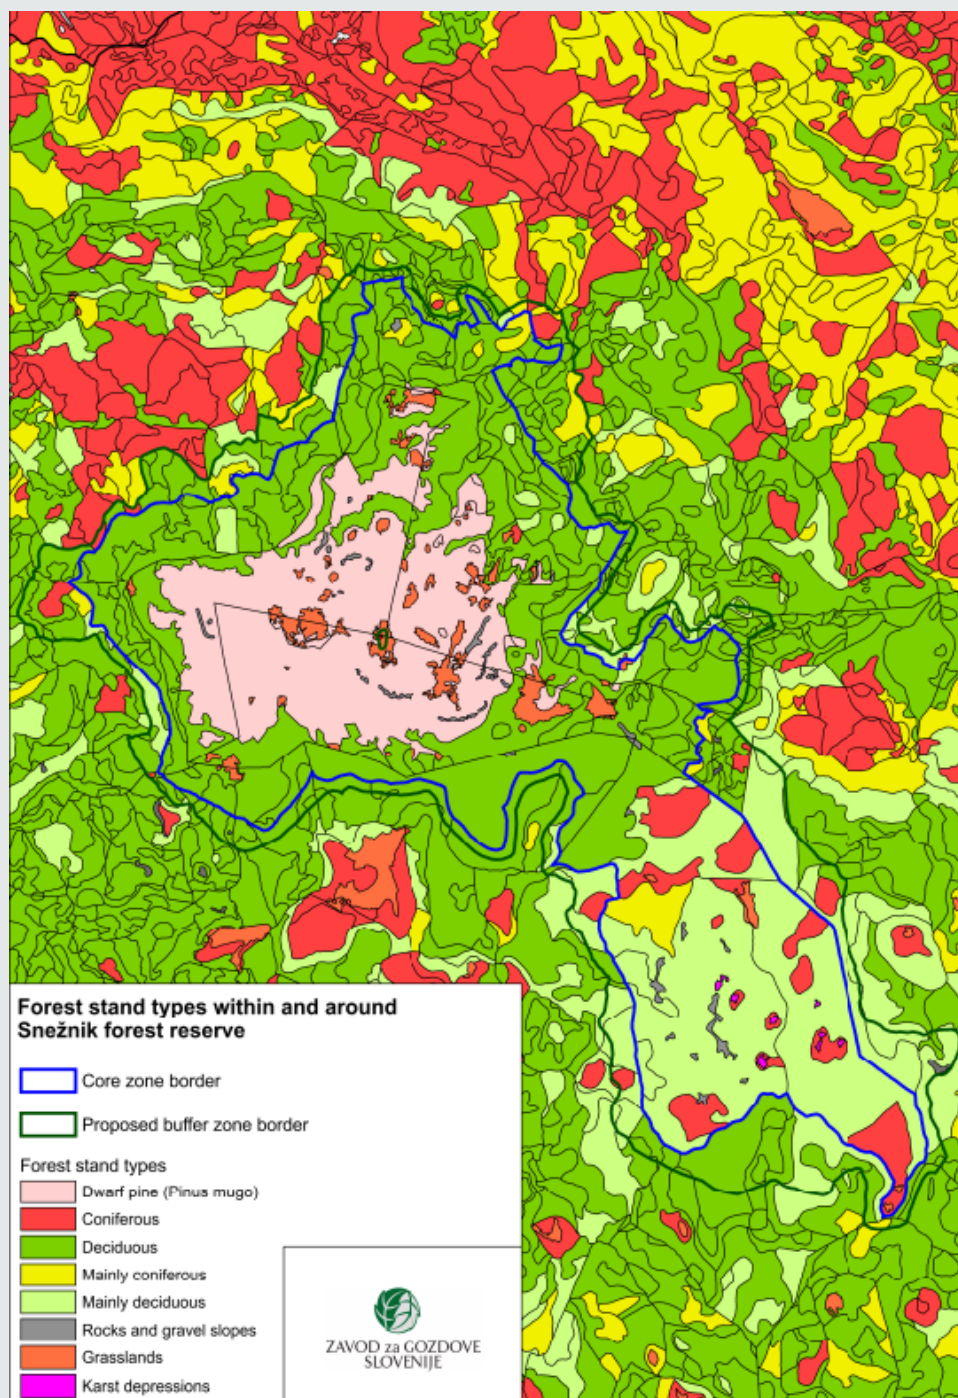 Forest stand types within and around
Snežnik forest reserve
Core zone border
Proposed buffer zone border
Forest stand types
Dwarf pine (Pinus mugo)
Coniferous
Deciduous
Mainly coniferous
Mainly deciduous
Rocks and gravel slopes
Grasslands
Karst depressions
ZAVOD za GOZDOVE
SLOVENIJE